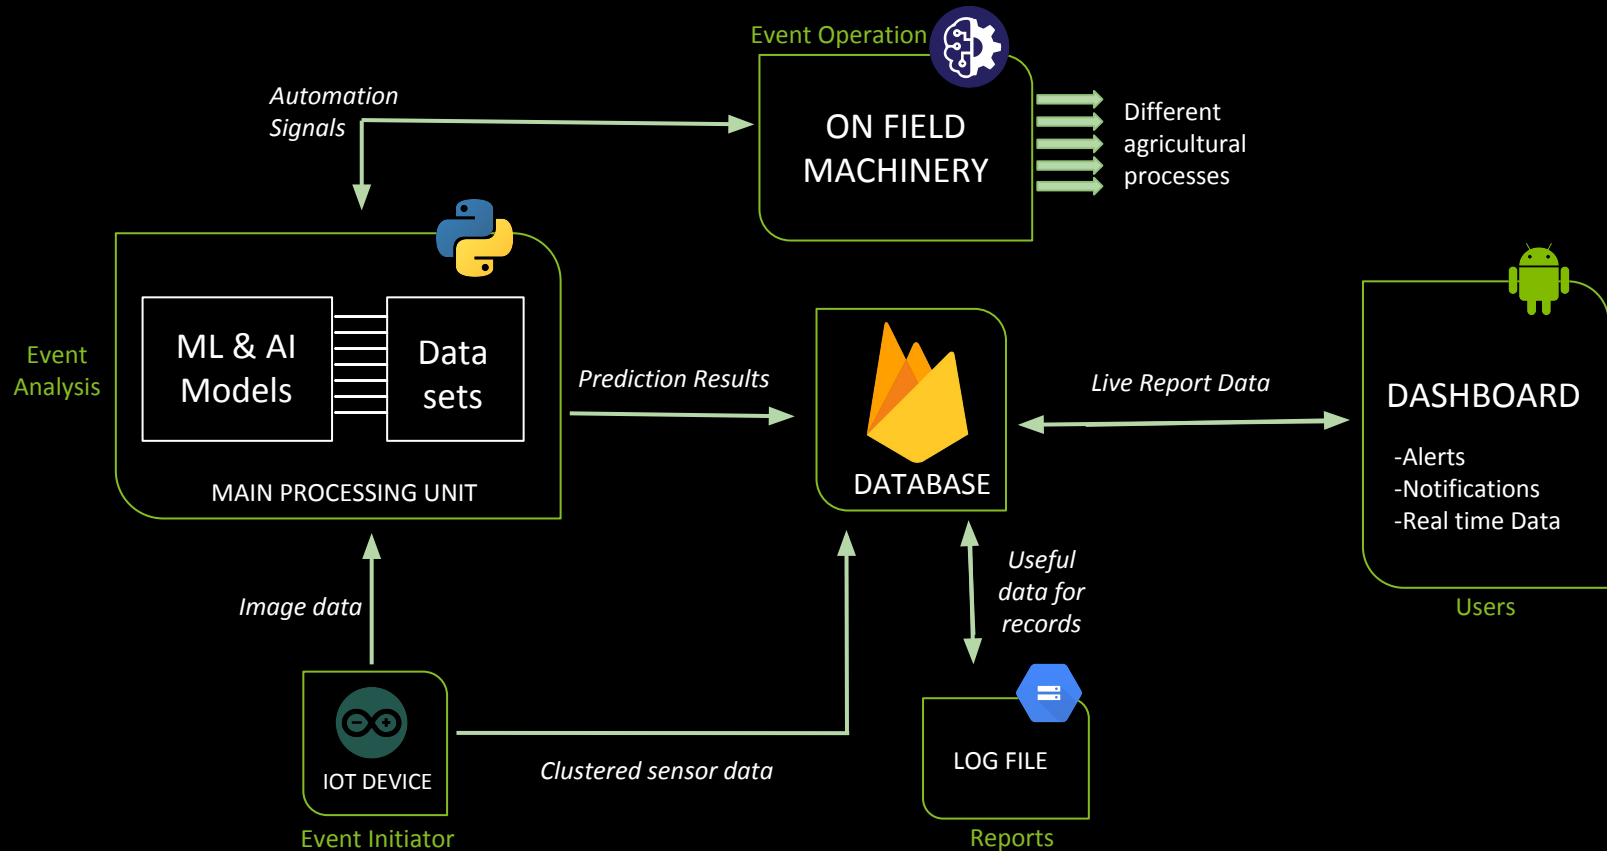 Event Operation
Automation
Signals
ON FIELD
MACHINERY
Different
agricultural
processes
Event
Analysis
ML & AI
Models
Data
sets
MAIN PROCESSING UNIT
Prediction Results
DATABASE
Live Report Data
DASHBOARD
-Alerts
-Notifications
-Real time Data
Users
Image data
Useful
data for
records
IOT DEVICE
Event Initiator
Clustered sensor data
LOG FILE
Reports